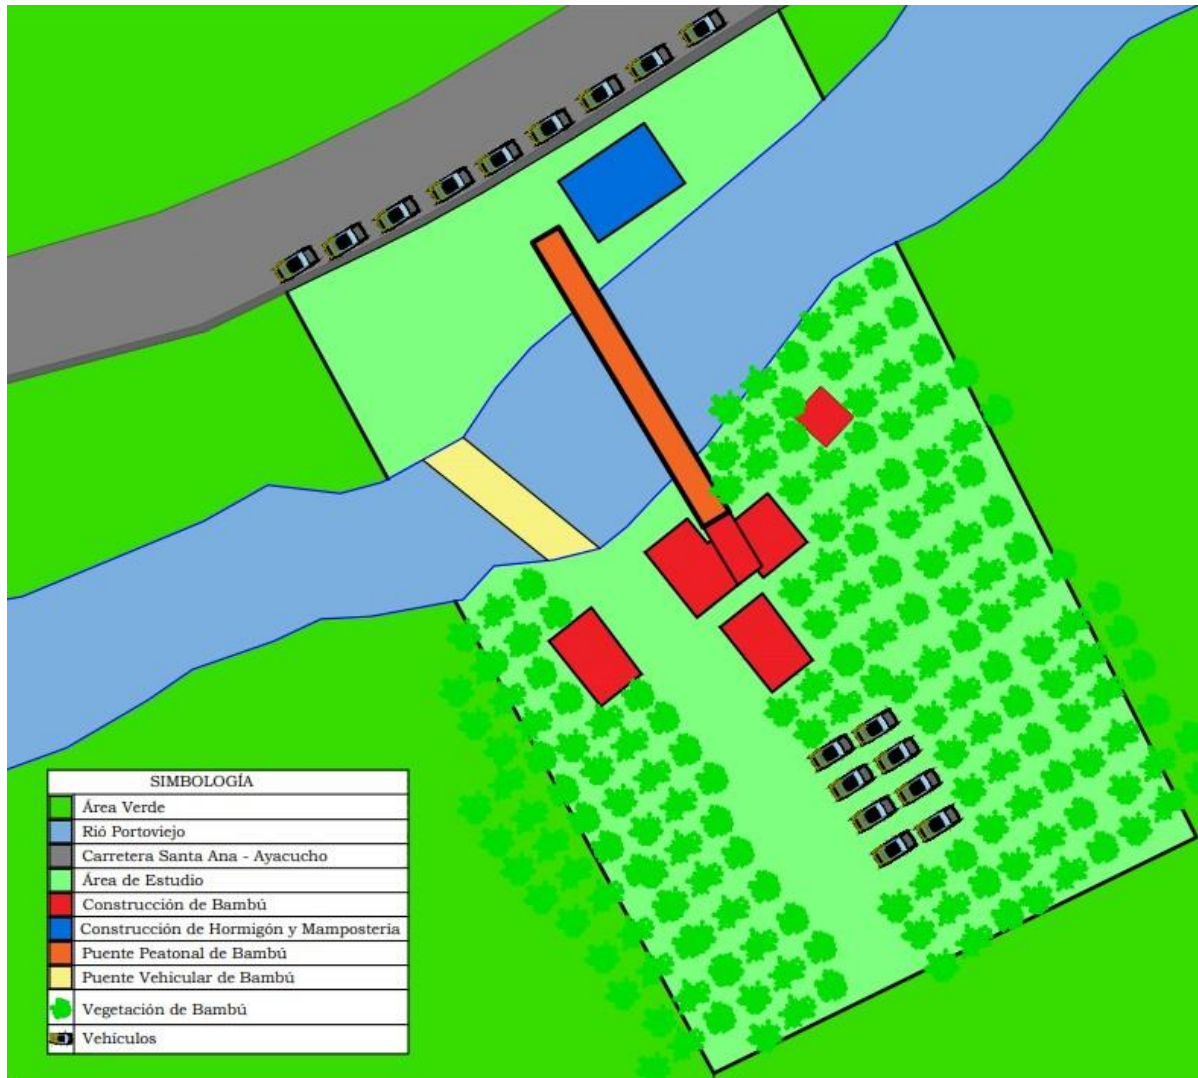 SIMBOLOGÍA
Área Verde
Rió Portoviejo
Carretera Santa Ana - Ayacucho
Área de Estudio
Construcción de Bambú
Construcción de Hormigón y Mamposteria
Puente Peatonal de Bambú
Puente Vehicular de Bambú
Vegetación de Bambú
Vehículos